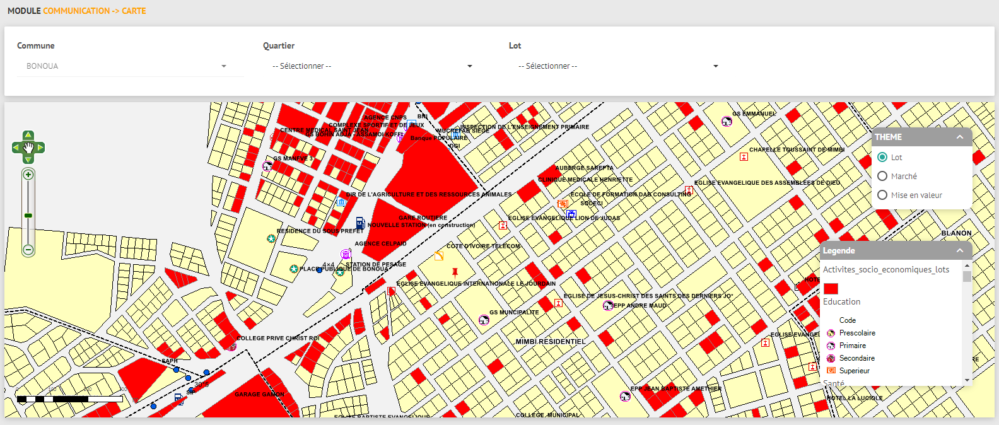 MODULE COMMUNICATION -> CARTE
Commune
Quartier
Lot
BONOUA
-- Sélectionner --
-- Sélectionner --
AGENCE CNPS
BNI
COMPLEXE SPORTIF ET DE JEUX
CENTRE MEDICAL SAINT JEAN
GS BOHIN ABJA - ASSAMOI KOFFI
INSPECTION DE L'ENSEIGNEMENT PRIMAIRE
MUCREFAB SIEGE
Banque POPULAIRE
DGI
GS EMMANUEL
GS MANFVE 3
CHAPELLE TOUSSAINT DE MIMBI
AUBERGE SAREPTA
CLINIQUE MEDICALE HENRIETTE
EGLISE EVANGELIQUE DES ASSEMBLEES DE DIEU
DIR DE L'AGRICULTURE ET DES RESSOURCES ANIMALES
ECOLE DE FORMATION DAB CONSULTING
SODECI
GARE ROUTIERE
EGLISE EVANGELIQUE LION DE JUDAS
NOUVELLE STATION (en construction)
RESIDENCE DU SOUS PREFET
AGENCE CELPAID
COTE D'IVOIRE TELECOM
4×4
STATION DE PESAGE
PLACE PUBLIQUE DE BONOUA
EGLISE EVANGELIQUE INTERNATIONALE LE JOURDAIN
EGLISE DE JESUS-CHRIST DES SAINTS DES DERNIERS JO*
EPP ANDRE MAUD
GS MUNCIPALITE
COLLEGE PRIVE CHRIST ROI
MIMBI RESIDENTIEL
EGLISE EVANGEL
BLANON
HOTE
SAPH
30*5
SIP
GARAGE GAMON
EPP JEAN BAPTISTE AMETHIER
HOTEL LA LUCIOLE
RE
EGLISE BAPTISTE EVANGELIQUE
COLLEGE MUNICIPAL
THEME
Lot
Marché
Mise en valeur
Legende
Activites_socio_economiques_lots
Education
Code
Prescolaire
Primaire
Secondaire
Superieur
Santé